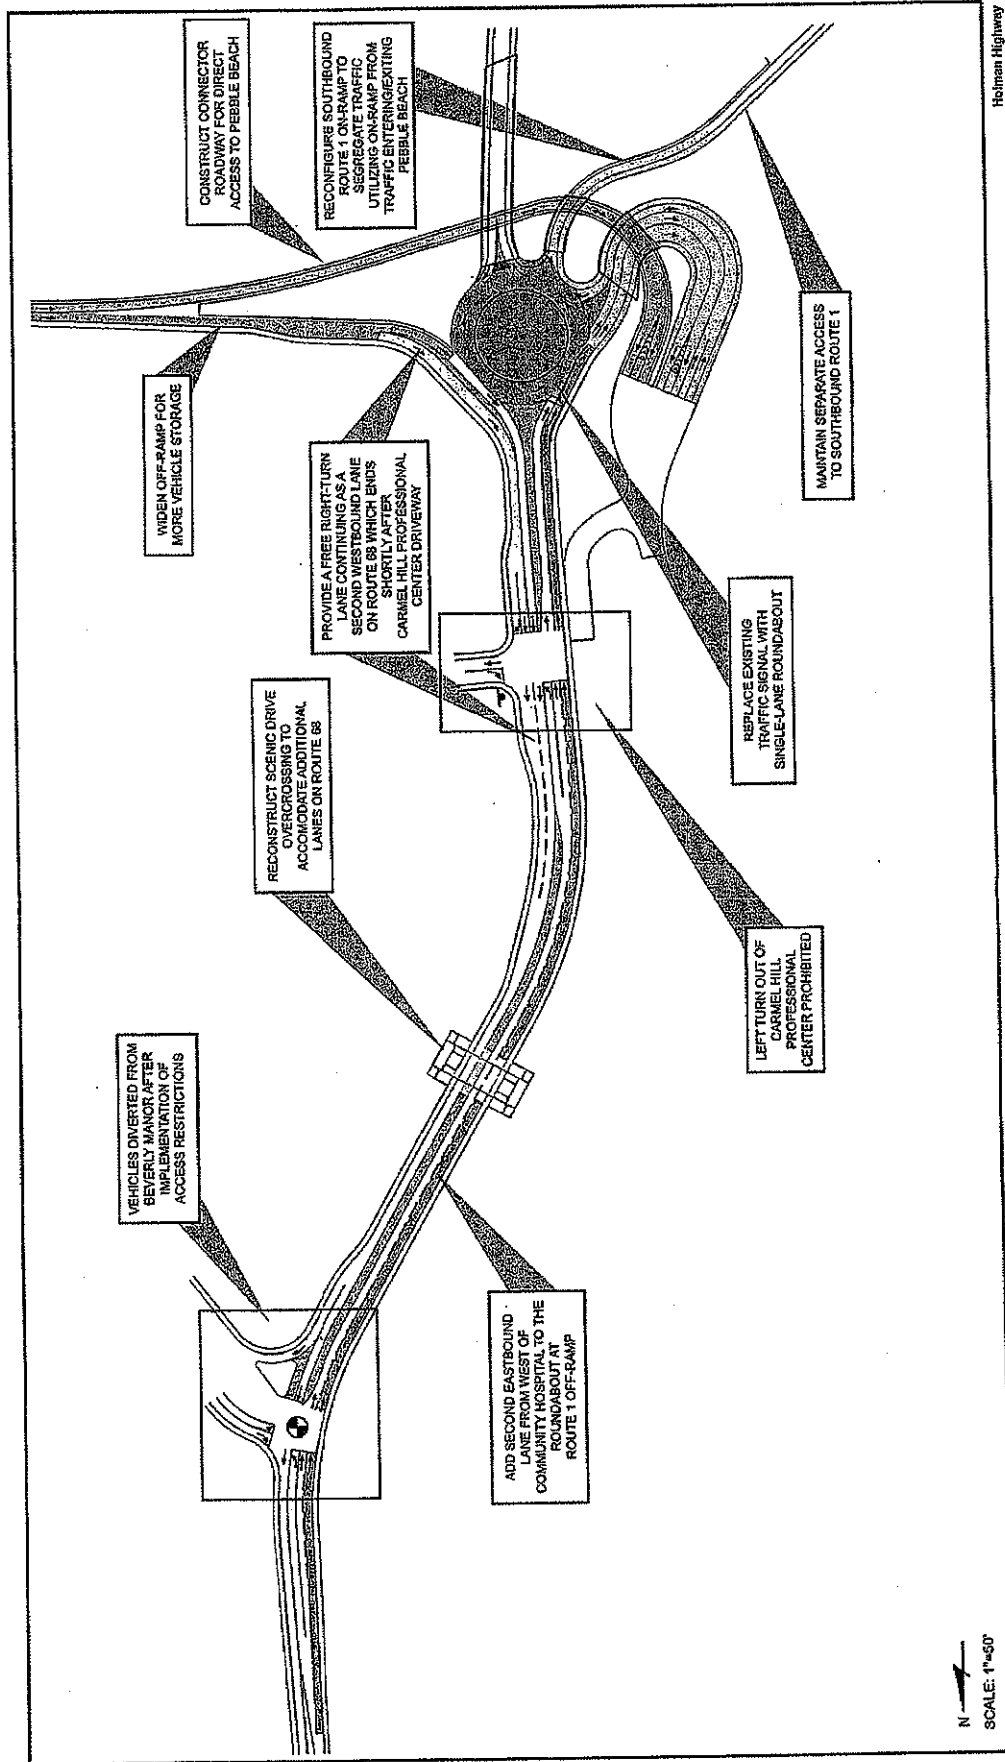 VEHICLES DIVERTED FROM
BEVERLY MANOR AFTER
IMPLEMENTATION OF
ACCESS RESTRICTIONS
WIDEN OFF-RAMP FOR
MORE VEHICLE STORAGE
CONSTRUCT CONNECTOR
ROADWAY FOR DIRECT
ACCESS TO PEBBLE BEACH
RECONSTRUCT SCENIC DRIVE
OVERCROSSING TO
ACCOMODATE ADDITIONAL
LANES ON ROUTE 68
PROVIDE A FREE RIGHT-TURN
LANE CONTINUING AS A
SECOND WESTBOUND LANE
ON ROUTE 68 WHICH ENDS
SHORTLY AFTER
CARMEL HILL PROFESSIONAL
CENTER DRIVEWAY
RECONFIGURE SOUTHBOUND
ROUTE 1 ON-RAMP TO
SEGREGATE TRAFFIC
UTILIZING ON-RAMP FROM
TRAFFIC ENTERING/EXITING
PEBBLE BEACH
ADD SECOND EASTBOUND
LANE FROM WEST OF
COMMUNITY HOSPITAL TO THE
ROUNDABOUT AT
ROUTE 1 OFF-RAMP
LEFT TURN OUT OF
CARMEL HILL
PROFESSIONAL
CENTER PROHIBITED
REPLACE EXISTING
TRAFFIC SIGNAL WITH
SINGLE-LANE ROUNDABOUT
MAINTAIN SEPARATE ACCESS
TO SOUTHBOUND ROUTE 1
N
SCALE: 1"=50'
Holman Highway